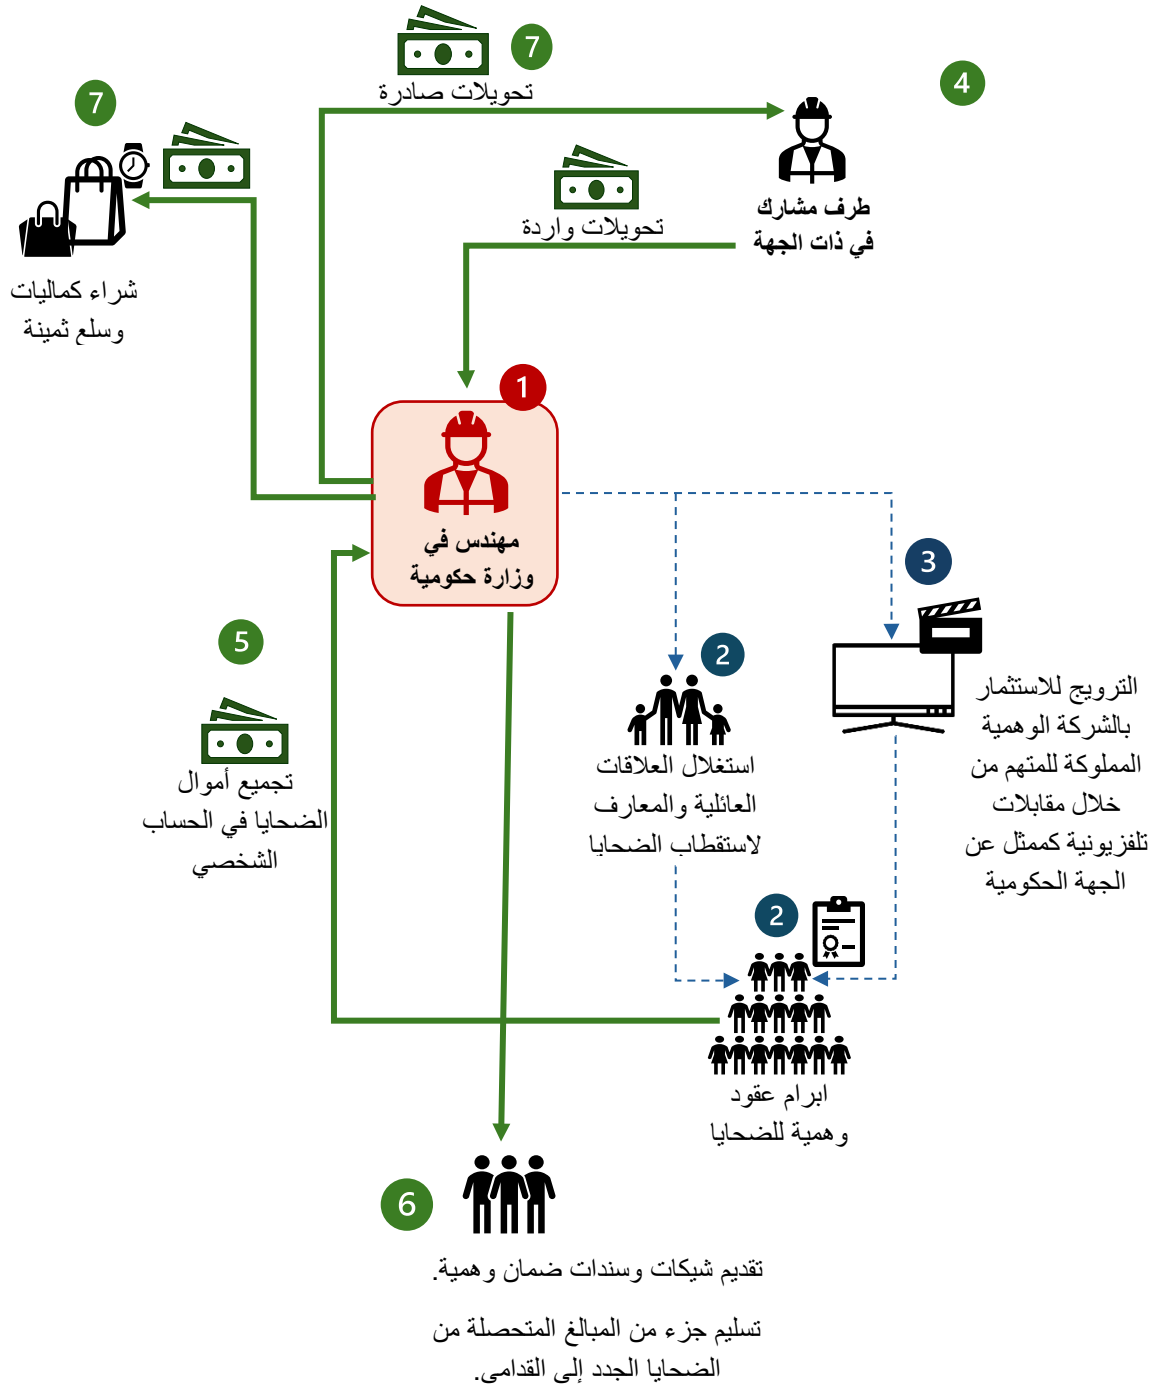 7
تحويلات صادرة
4
7
طرف مشارك
في ذات الجهة
تحويلات واردة
شراء كماليات
وسلع ثمينة
1
مهندس في
وزارة حكومية
3
الترويج للاستثمار
بالشركة الوهمية
المملوكة للمتهم من
خلال مقابلات
تلفزيونية كممثل عن
الجهة الحكومية
2
استغلال العلاقات
العائلية والمعارف
لاستقطاب الضحايا
5
تجميع أموال
الضحايا في الحساب
الشخصي
2
ابرام عقود
وهمية للضحايا
6
تقديم شيكات وسندات ضمان وهمية.
تسليم جزء من المبالغ المتحصلة من
الضحايا الجدد إلى القدامى.